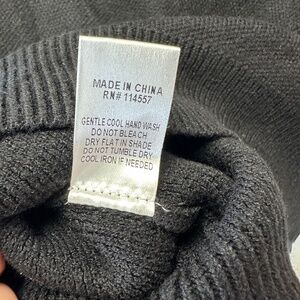 MADE IN CHINA
RN# 114557
GENTLE COOL HAND WASH
DO NOT BLEACH
DRY FLAT IN SHADE
DO NOT TUMBLE DRY
COOL IRON IF NEEDED